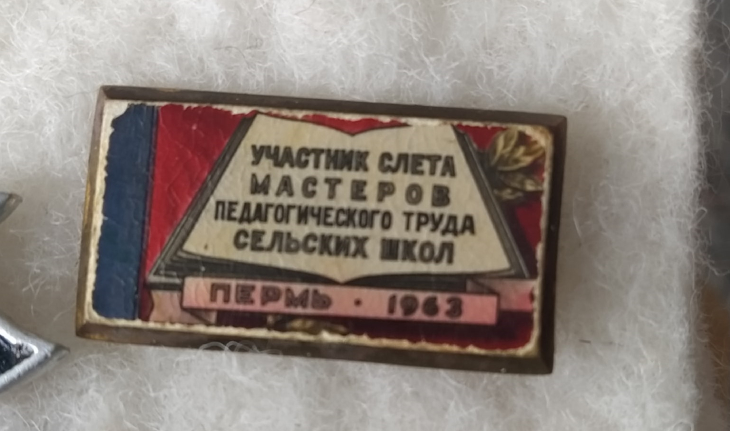 УЧАСТНИК СЛЕТА
МАСТЕРОВ
ПЕДАГОГИЧЕСКОГО ТРУДА
СЕЛЬСКИХ ШКОЛ
ПЕРМЬ · 1963